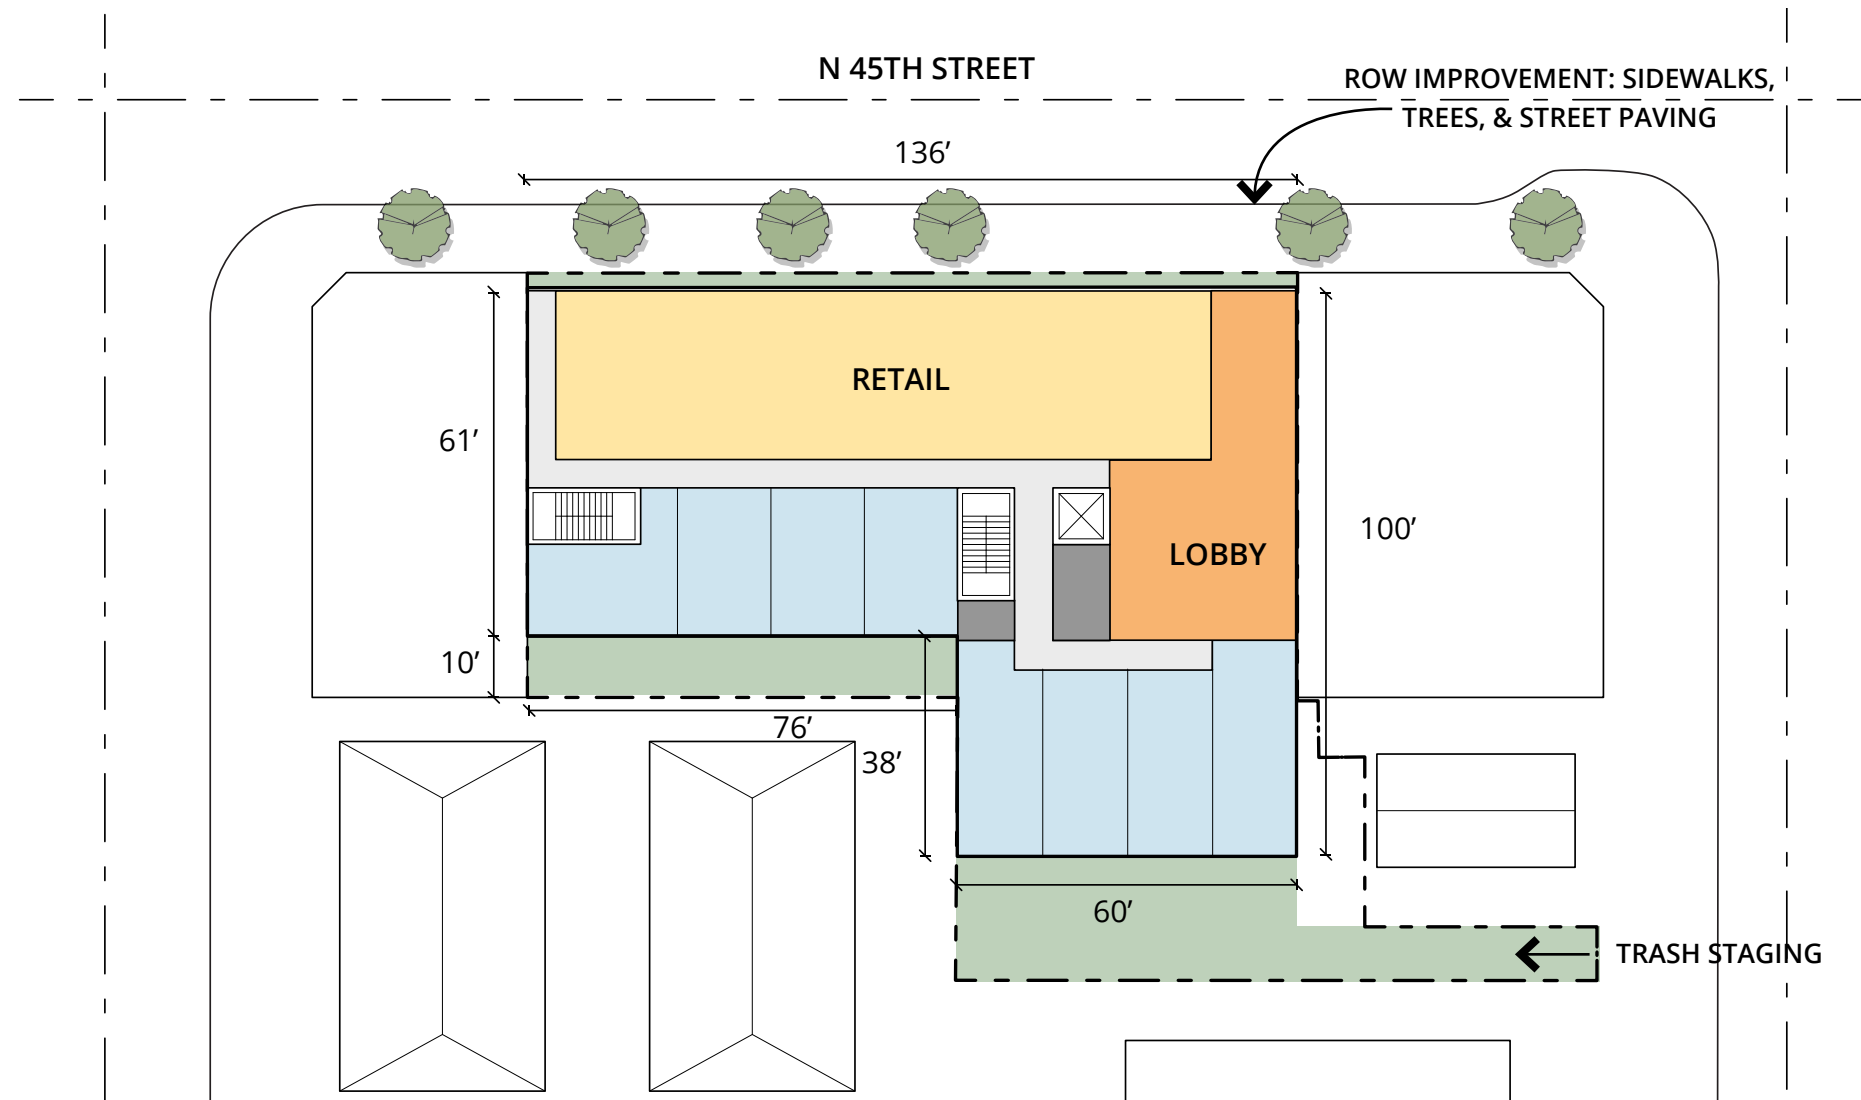 N 45TH STREET
ROW IMPROVEMENT: SIDEWALKS,
TREES, & STREET PAVING
136’
RETAIL
61’
100’
LOBBY
10’
76’
38’
60’
TRASH STAGING